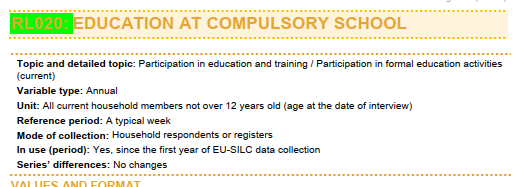 RL020: EDUCATION AT COMPULSORY SCHOOL
Topic and detailed topic: Participation in education and training / Participation in formal education activities
(current)
Variable type: Annual
Unit: All current household members not over 12 years old (age at the date of interview)
Reference period: A typical week
Mode of collection: Household respondents or registers
In use (period): Yes, since the first year of EU-SILC data collection
Series' differences: No changes
VALUES AND FORMAT